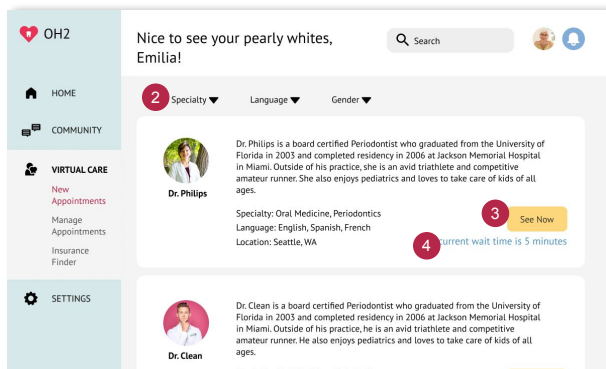 OH2
Nice to see your pearly whites,
Emilia!
Search
HOME
COMMUNITY
VIRTUAL CARE
New
Appointments
Manage
Appointments
Insurance
Finder
SETTINGS
2 Specialty Language Gender
Dr. Philips is a board certified Periodontist who graduated from the University of
Florida in 2003 and completed residency in 2006 at Jackson Memorial Hospital
in Miami. Outside of his practice, she is an avid triathlete and competitive
amateur runner. She also enjoys pediatrics and loves to take care of kids of all
ages.
Dr. Philips
Specialty: Oral Medicine, Periodontics
Language: English, Spanish, French
Location: Seattle, WA
3 See Now
4 current wait time is 5 minutes
Dr. Clean is a board certified Periodontist who graduated from the University of
Florida in 2003 and completed residency in 2006 at Jackson Memorial Hospital
in Miami. Outside of his practice, he is an avid triathlete and competitive
amateur runner. He also enjoys pediatrics and loves to take care of kids of all
ages.
Dr. Clean